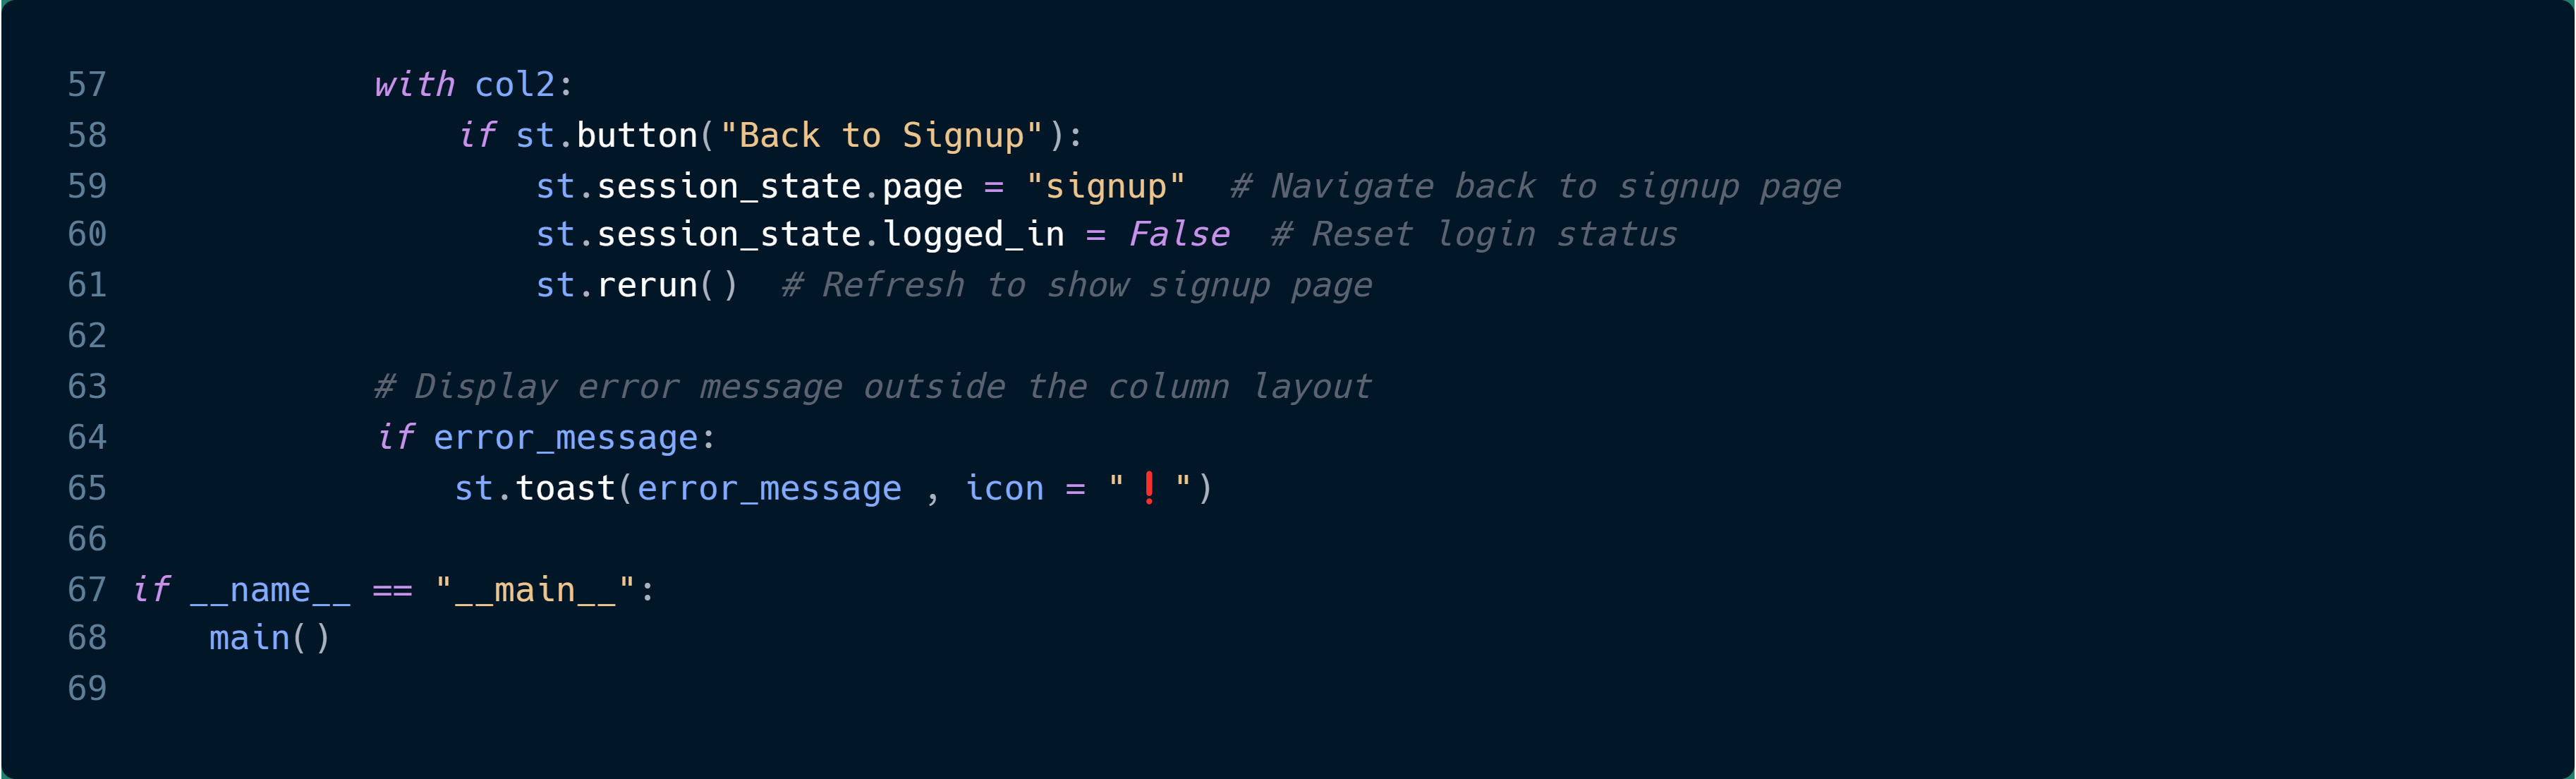 57             with col2:
58                 if st.button("Back to Signup"):
59                     st.session_state.page = "signup"  # Navigate back to signup page
60                     st.session_state.logged_in = False  # Reset login status
61                     st.rerun()  # Refresh to show signup page
62
63             # Display error message outside the column layout
64             if error_message:
65                 st.toast(error_message , icon = "❗")
66
67 if __name__ == "__main__":
68     main()
69